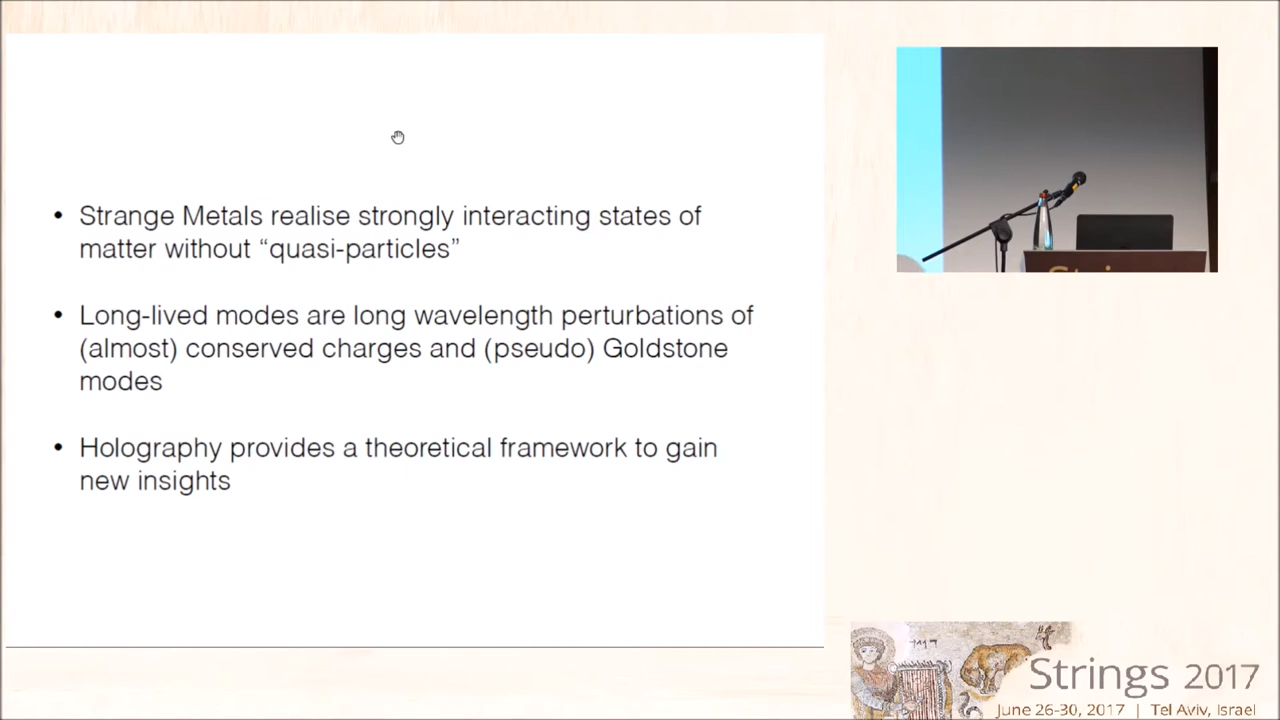 • Strange Metals realise strongly interacting states of
matter without “quasi-particles”
• Long-lived modes are long wavelength perturbations of
(almost) conserved charges and (pseudo) Goldstone
modes
• Holography provides a theoretical framework to gain
new insights
Strings 2017
June 26-30, 2017 | Tel Aviv, Israel